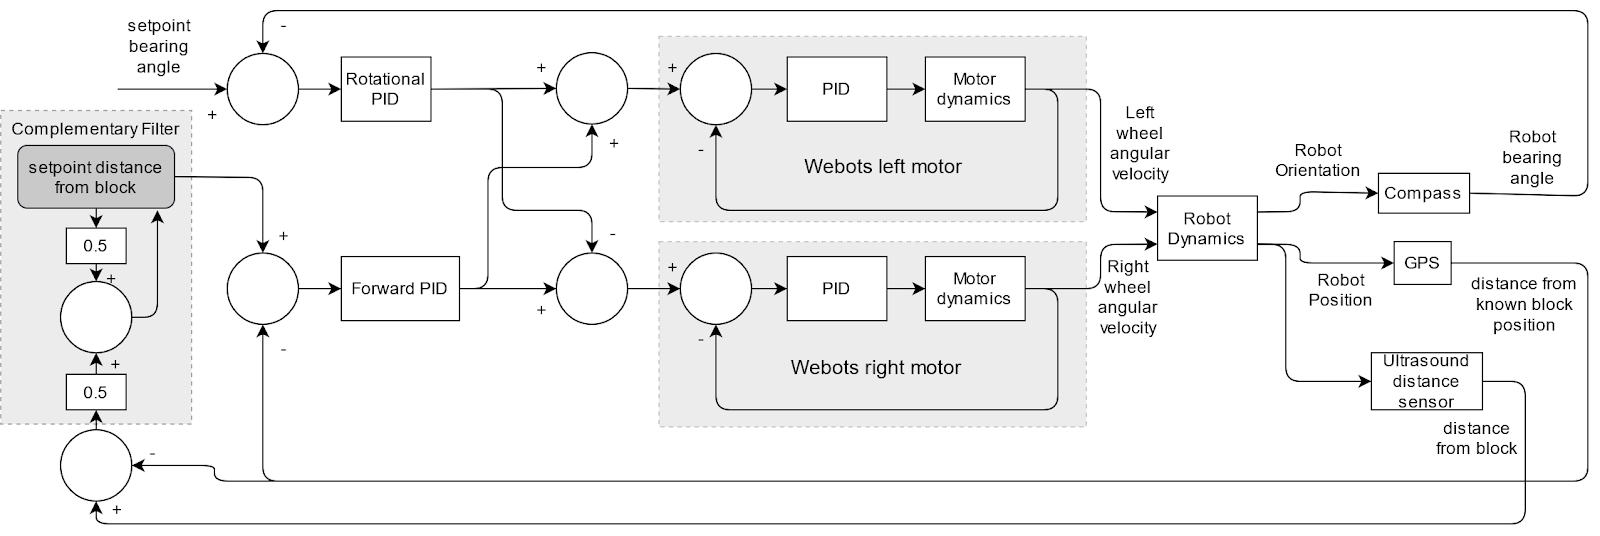 setpoint
bearing
angle
-
+
Rotational
PID
+
+
+
-
PID
Motor
dynamics
Webots left motor
Left
wheel
angular
velocity
Complementary Filter
setpoint distance
from block
0.5
+
+
0.5
-
+
+
-
Forward PID
-
+
+
-
PID
Motor
dynamics
Webots right motor
Right
wheel
angular
velocity
Robot
Dynamics
Robot
Orientation
Compass
Robot
bearing
angle
Robot
Position
GPS
distance from
known block
position
Ultrasound
distance
sensor
distance
from block